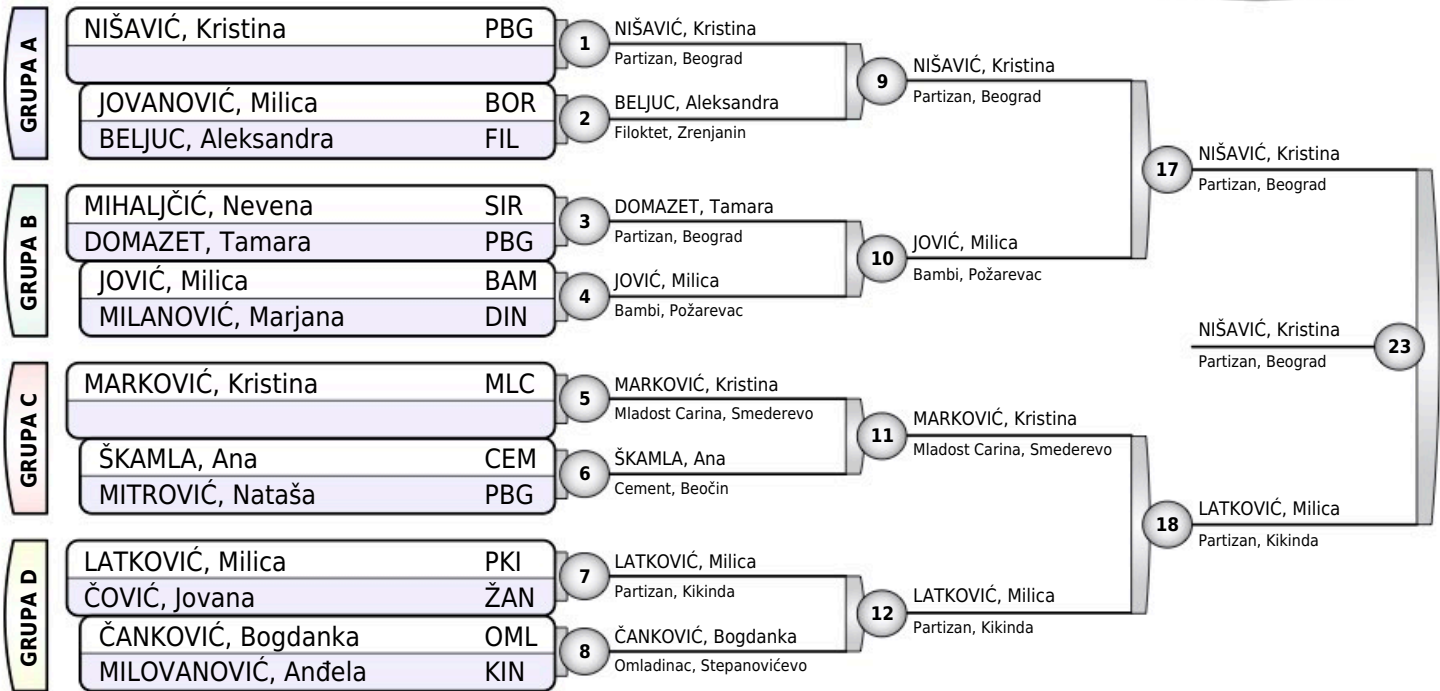 GRUPA A
NIŠAVIĆ, Kristina PBG
JOVANOVIĆ, Milica BOR
BELJUC, Aleksandra FIL
GRUPA B
MIHALJČIĆ, Nevena SIR
DOMAZET, Tamara PBG
JOVIĆ, Milica BAM
MILANOVIĆ, Marjana DIN
GRUPA C
MARKOVIĆ, Kristina MLC
ŠKAMLA, Ana CEM
MITROVIĆ, Nataša PBG
GRUPA D
LATKOVIĆ, Milica PKI
ČOVIĆ, Jovana ŽAN
ČANKOVIĆ, Bogdanka OML
MILOVANOVIĆ, Anđela KIN
1
NIŠAVIĆ, Kristina
Partizan, Beograd
2
BELJUC, Aleksandra
Filoktet, Zrenjanin
3
DOMAZET, Tamara
Partizan, Beograd
4
JOVIĆ, Milica
Bambi, Požarevac
5
MARKOVIĆ, Kristina
Mladost Carina, Smederevo
6
ŠKAMLA, Ana
Cement, Beočin
7
LATKOVIĆ, Milica
Partizan, Kikinda
8
ČANKOVIĆ, Bogdanka
Omladinac, Stepanovićevo
9
NIŠAVIĆ, Kristina
Partizan, Beograd
10
JOVIĆ, Milica
Bambi, Požarevac
11
MARKOVIĆ, Kristina
Mladost Carina, Smederevo
12
LATKOVIĆ, Milica
Partizan, Kikinda
17
NIŠAVIĆ, Kristina
Partizan, Beograd
18
LATKOVIĆ, Milica
Partizan, Kikinda
NIŠAVIĆ, Kristina
Partizan, Beograd
23